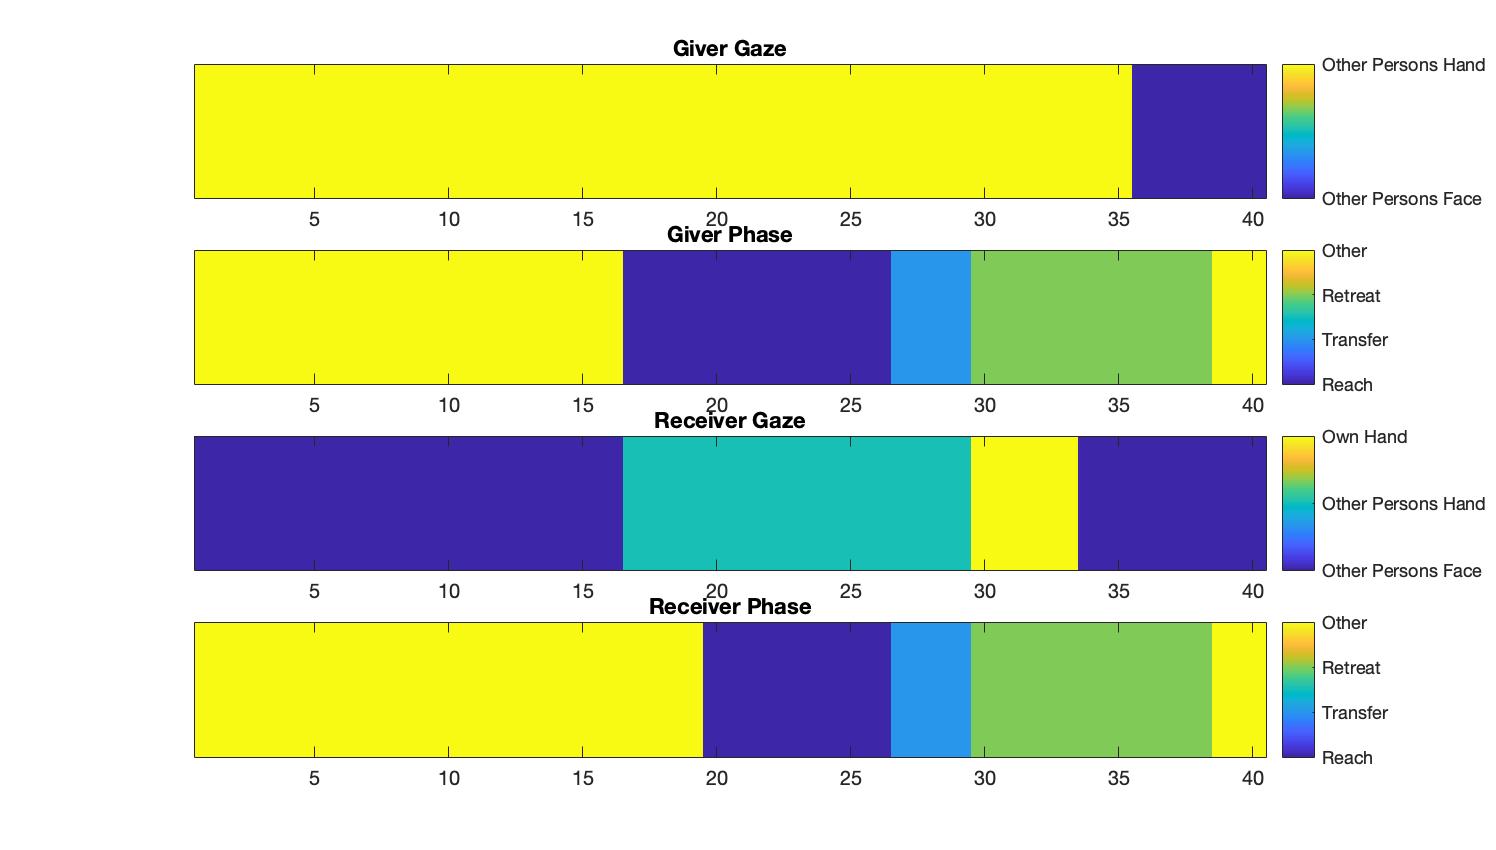 Giver Gaze
Other Persons Hand
Other Persons Face
5 10 15 20 25 30 35 40
Giver Phase
Other
Retreat
Transfer
Reach
5 10 15 20 25 30 35 40
Receiver Gaze
Own Hand
Other Persons Hand
Other Persons Face
5 10 15 20 25 30 35 40
Receiver Phase
Other
Retreat
Transfer
Reach
5 10 15 20 25 30 35 40